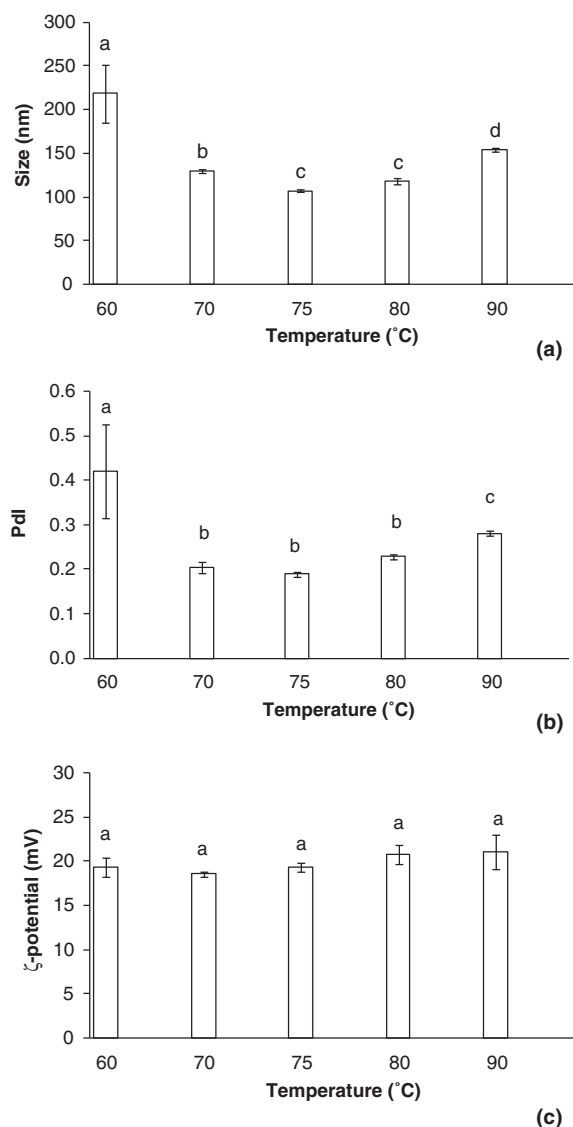 300
a
250
200
d
b
150
c
c
Size (nm)
100
50
0
60 70 75 80 90
Temperature (˚C)
(a)
0.6
a
0.5
0.4
c
PdI
0.3
b b b
0.2
0.1
0.0
60 70 75 80 90
Temperature (˚C)
(b)
30
25
a a a a a
20
ζ-potential (mV)
15
10
5
0
60 70 75 80 90
Temperature (˚C)
(c)